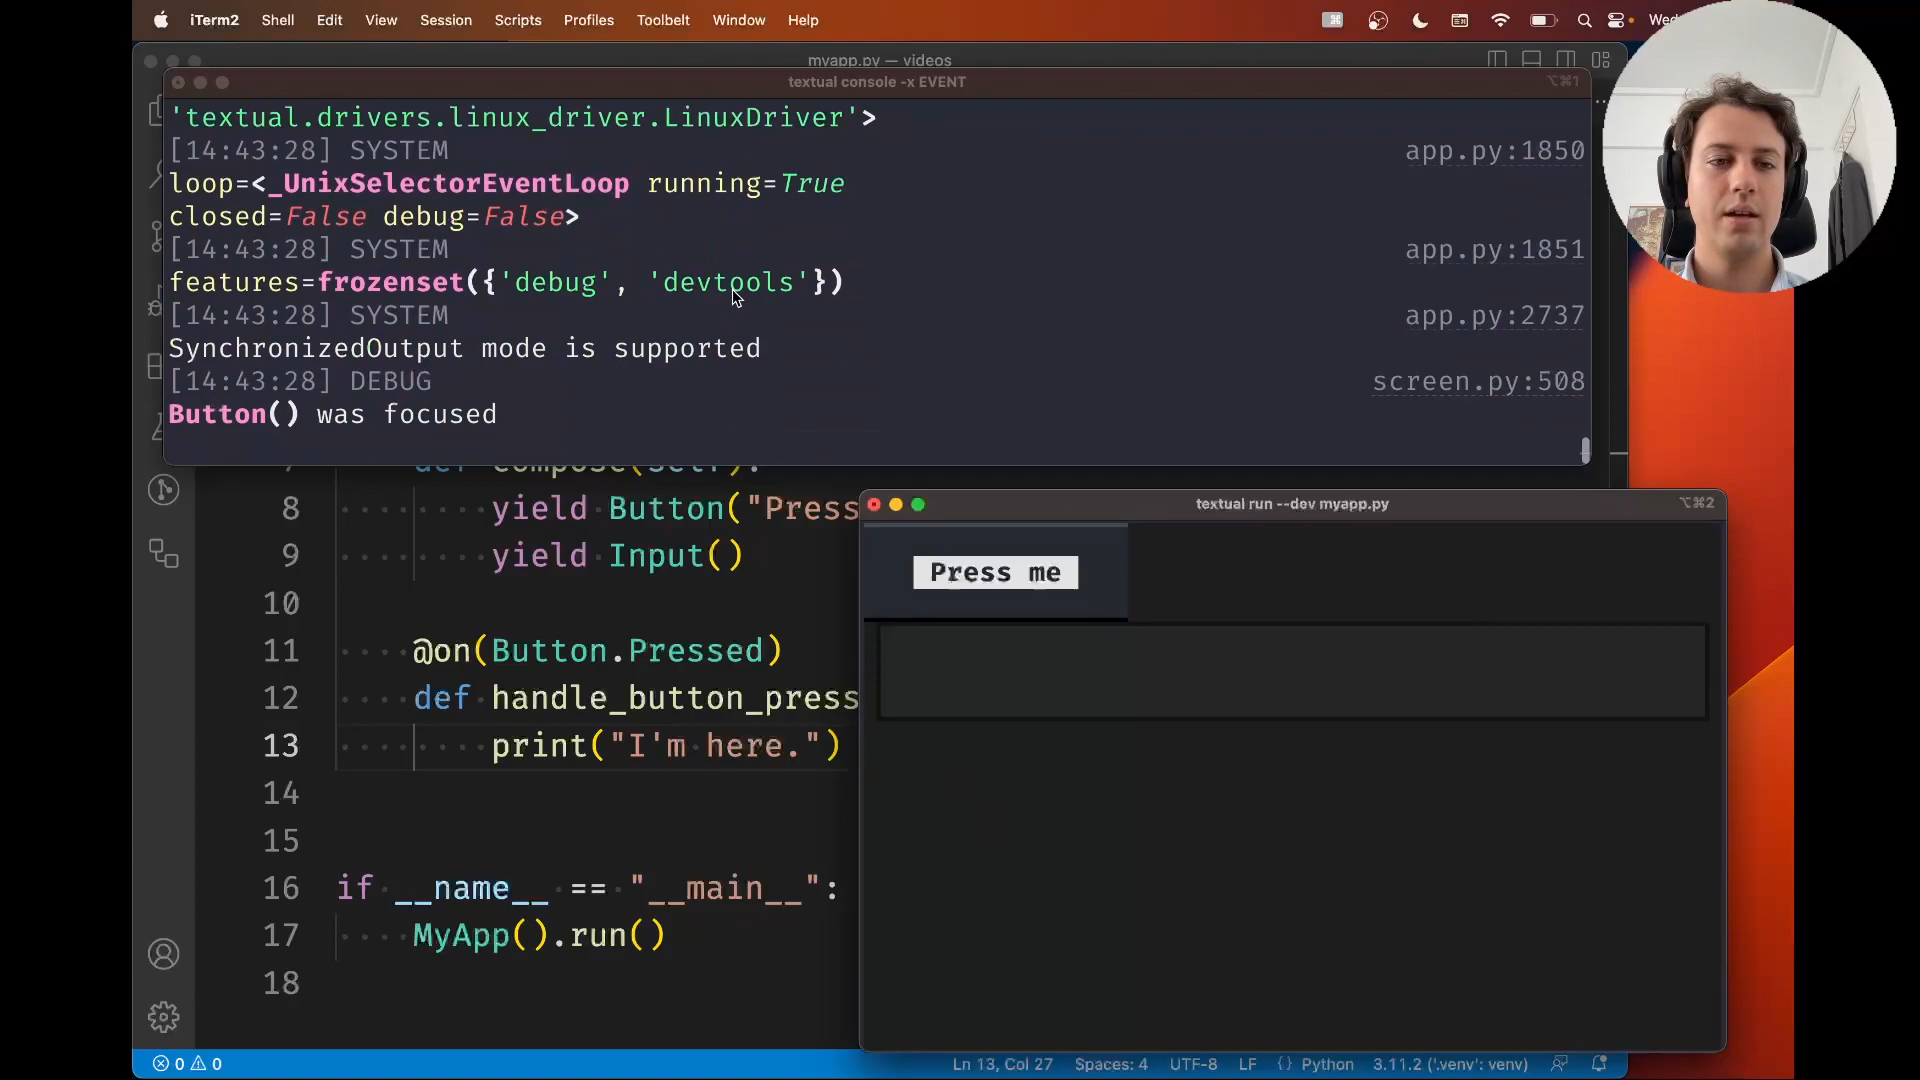 iTerm2 Shell Edit View Session Scripts Profiles Toolbelt Window Help
myapp.py — videos
textual console -x EVENT ⌥⌘1
'textual.drivers.linux_driver.LinuxDriver'>
[14:43:28] SYSTEM app.py:1850
loop=<_UnixSelectorEventLoop running=True
closed=False debug=False>
[14:43:28] SYSTEM app.py:1851
features=frozenset({'debug', 'devtools'})
[14:43:28] SYSTEM app.py:2737
SynchronizedOutput mode is supported
[14:43:28] DEBUG screen.py:508
Button() was focused
def compose(self):
8 yield Button("Press
9 yield Input()
10
11 @on(Button.Pressed)
12 def handle_button_press
13 print("I'm here.")
14
15
16 if __name__ == "__main__":
17 MyApp().run()
18
textual run --dev myapp.py ⌥⌘2
Press me
0 0 Ln 13, Col 27 Spaces: 4 UTF-8 LF {} Python 3.11.2 ('.venv': venv)